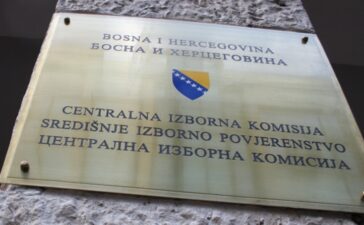 BOSNA I HERCEGOVINA
БОСНА И ХЕРЦЕГОВИНА
CENTRALNA IZBORNA KOMISIJA
SREDIŠNJE IZBORNO POVJERENSTVO
ЦЕНТРАЛНА ИЗБОРНА КОМИСИЈА